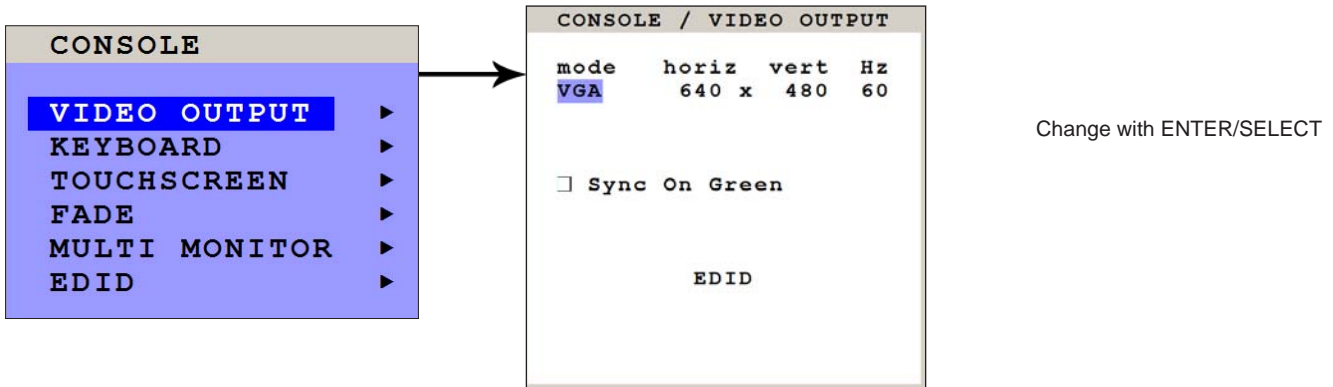 CONSOLE
VIDEO OUTPUT ►
KEYBOARD ►
TOUCHSCREEN ►
FADE ►
MULTI MONITOR ►
EDID ►
CONSOLE / VIDEO OUTPUT
mode horiz vert Hz
VGA 640 x 480 60
Sync On Green
EDID
Change with ENTER/SELECT